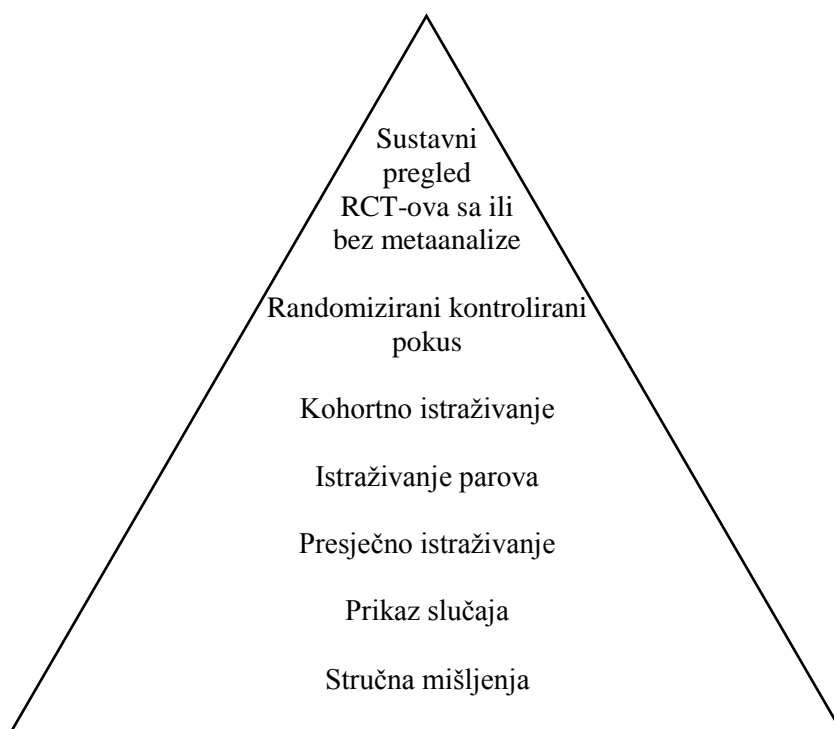 Sustavni
pregled
RCT-ova sa ili
bez metaanalize
Randomizirani kontrolirani
pokus
Kohortno istraživanje
Istraživanje parova
Presječno istraživanje
Prikaz slučaja
Stručna mišljenja